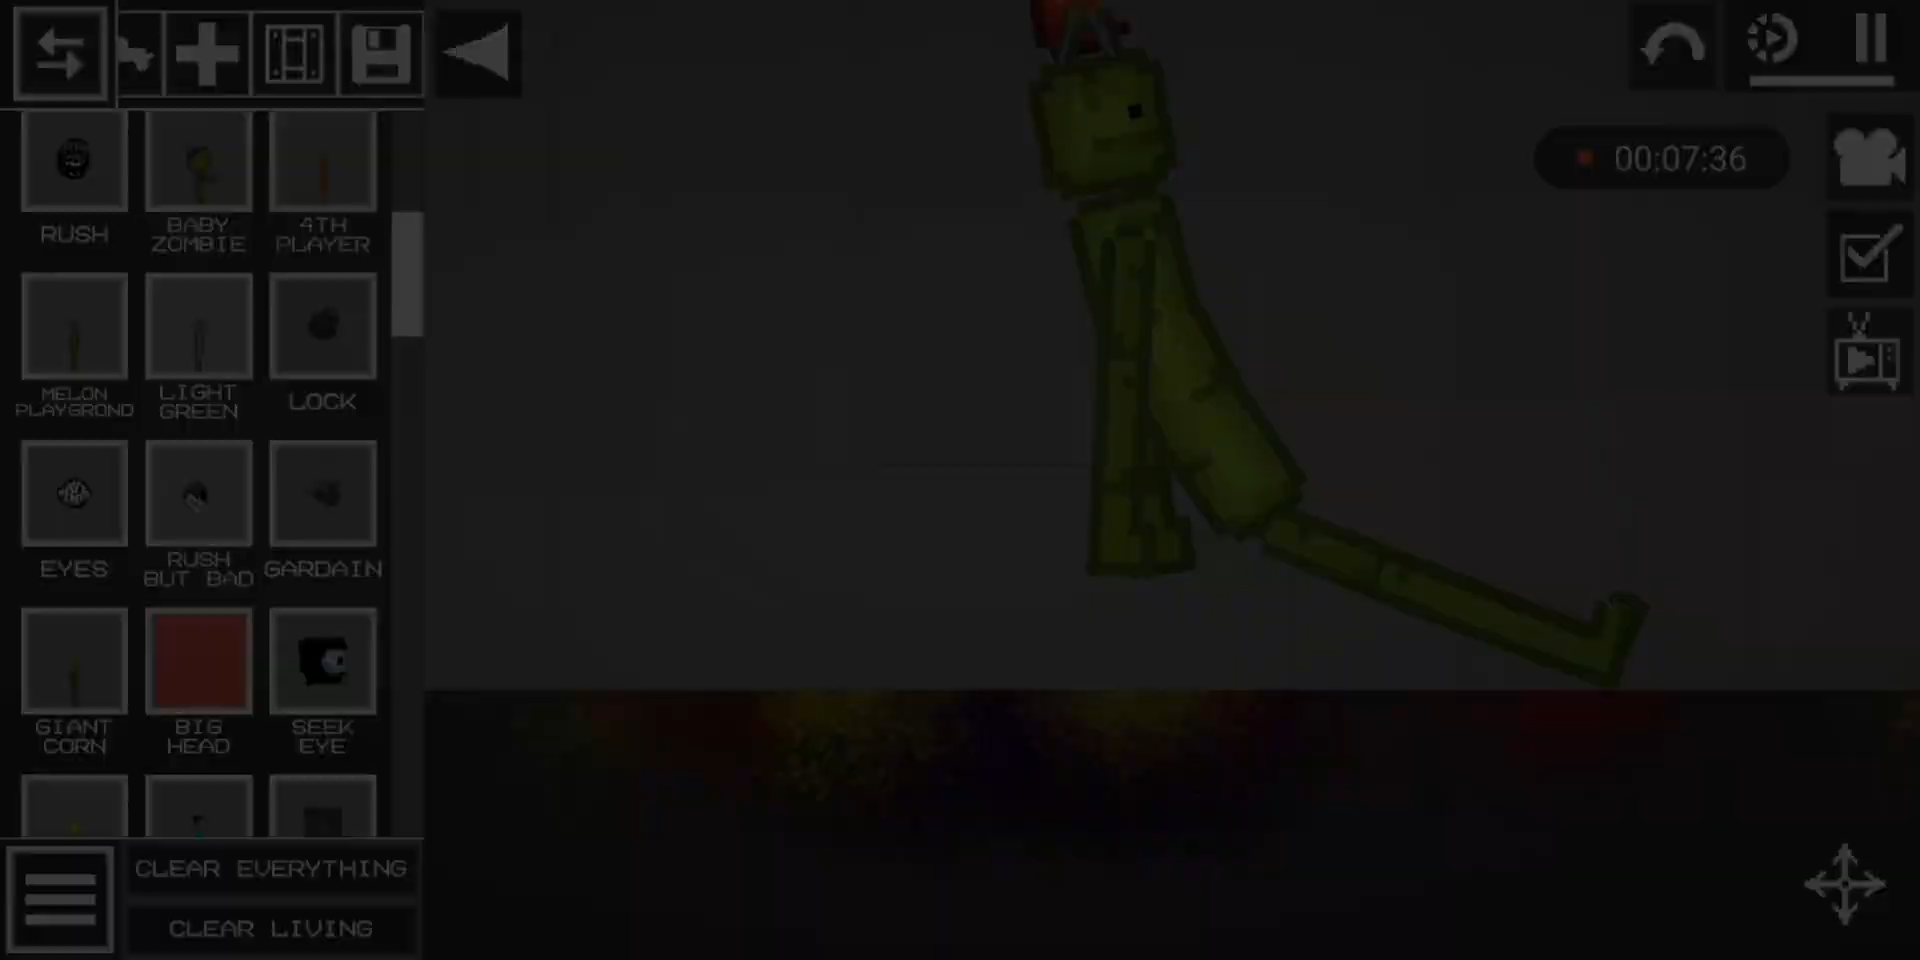 00:07:36
RUSH
BABY
ZOMBIE
4TH
PLAYER
MELON
PLAYGROND
LIGHT
GREEN
LOCK
EYES
RUSH
BUT BAD
GARDAIN
GIANT
CORN
BIG
HEAD
SEEK
EYE
CLEAR EVERYTHING
CLEAR LIVING